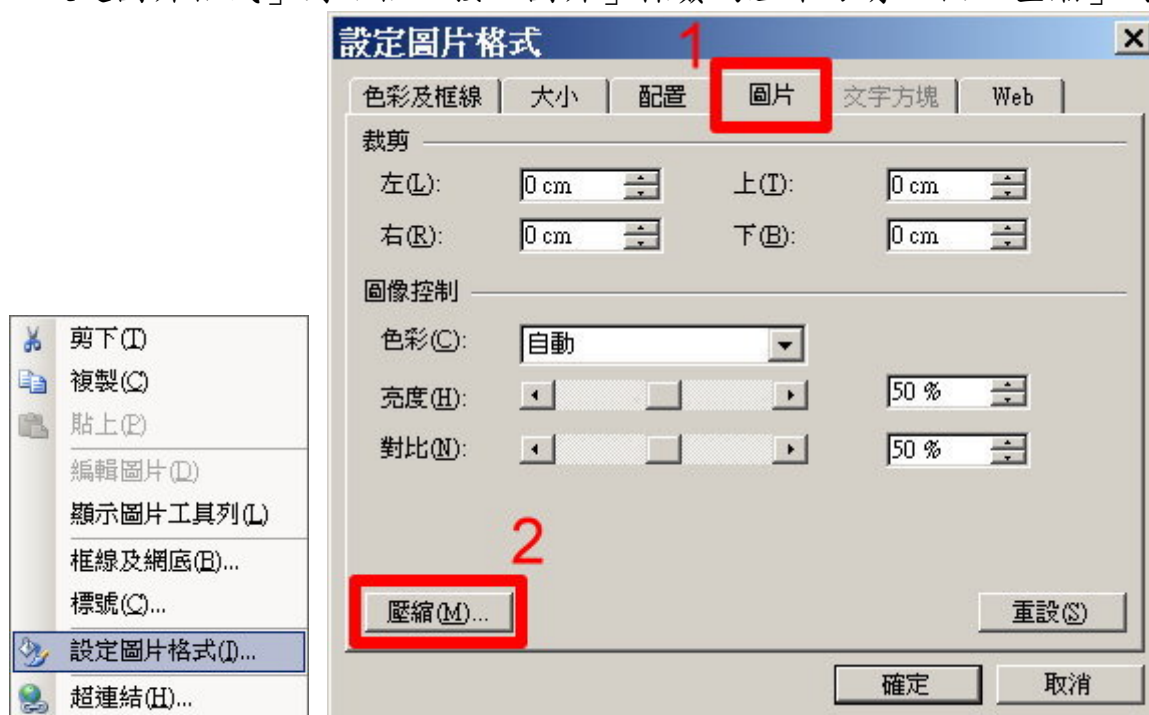 設定圖片格式
1
色彩及框線 大小 配置 圖片 文字方塊 Web
裁剪
左(L): 0 cm 上(T): 0 cm
右(R): 0 cm 下(B): 0 cm
圖像控制
色彩(C): 自動
亮度(H): 50 %
對比(N): 50 %
2
壓縮(M)... 重設(S)
確定 取消
剪下(T)
複製(C)
貼上(P)
編輯圖片(D)
顯示圖片工具列(L)
框線及網底(B)...
標號(C)...
設定圖片格式(I)...
超連結(H)...